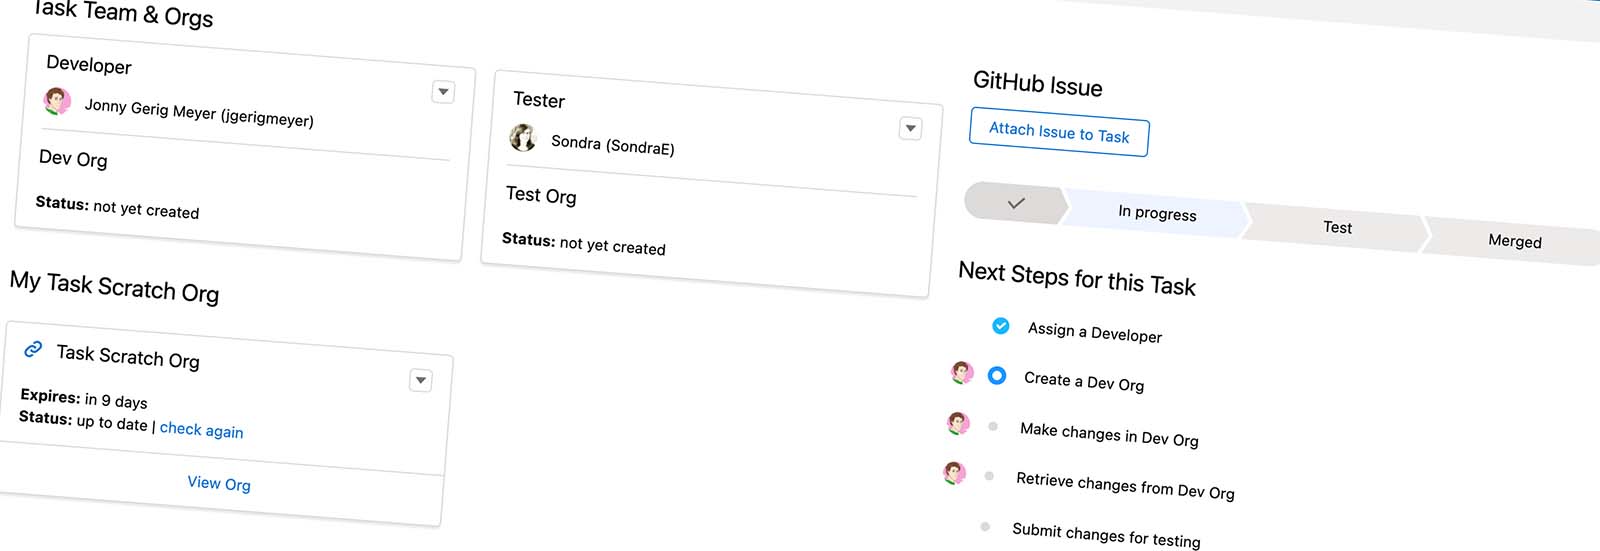 Task Team & Orgs
Developer
Jonny Gerig Meyer (jgerigmeyer)
Dev Org
Status: not yet created
Tester
Sondra (SondraE)
Test Org
Status: not yet created
My Task Scratch Org
Task Scratch Org
Expires: in 9 days
Status: up to date | check again
View Org
GitHub Issue
Attach Issue to Task
In progress
Test
Merged
Next Steps for this Task
Assign a Developer
Create a Dev Org
Make changes in Dev Org
Retrieve changes from Dev Org
Submit changes for testing